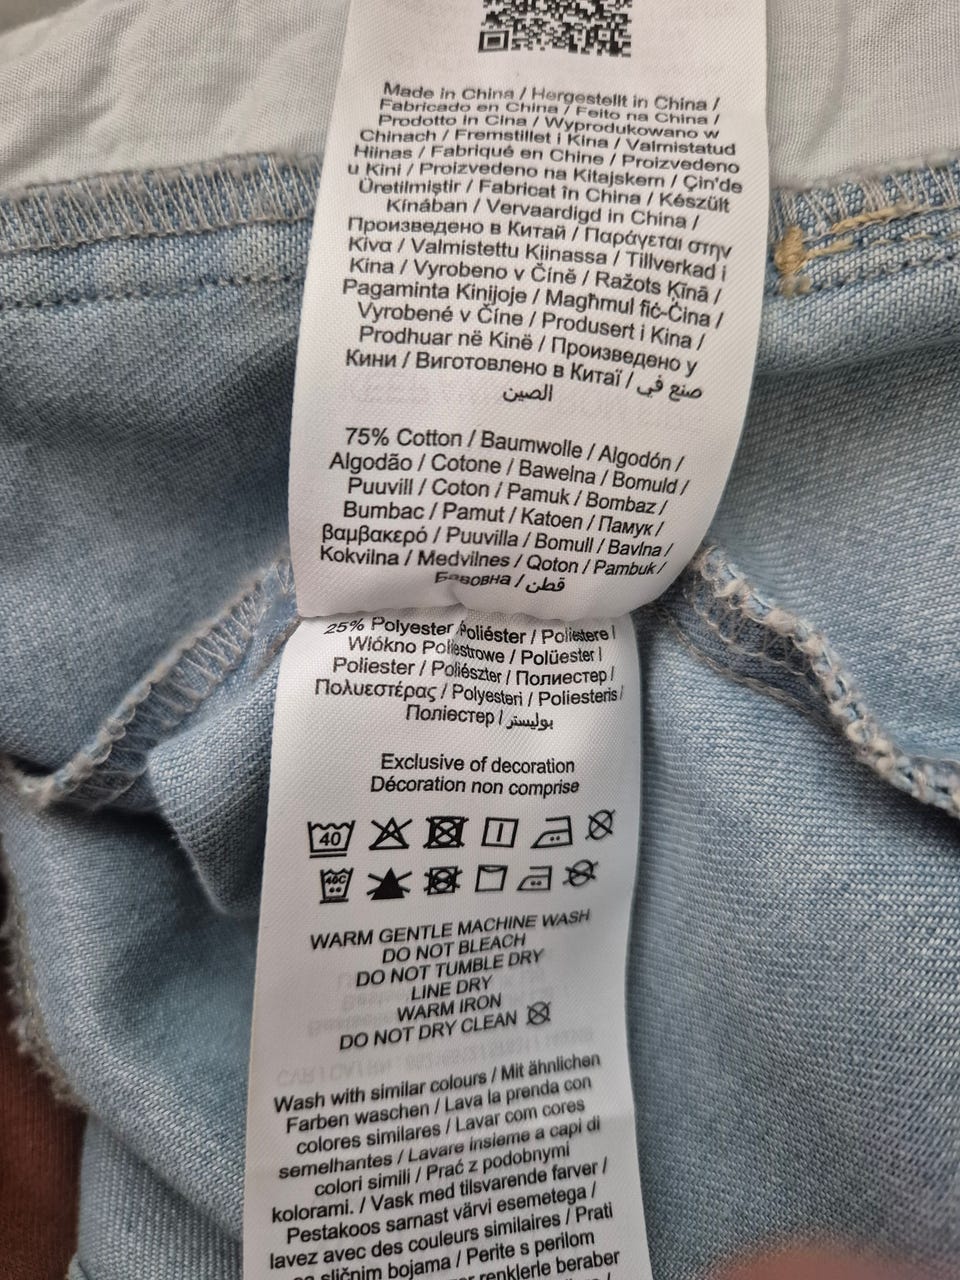 Made in China / Hergestellt in China /
Fabricado en China / Feito na China /
Prodotto in Cina / Wyprodukowano w
Chinach / Fremstillet i Kina / Valmistatud
Hiinas / Fabriqué en Chine / Proizvedeno
u Kini / Proizvedeno na Kitajskem / Çin'de
Üretilmiştir / Fabricat în China / Készült
Kínában / Vervaardigd in China /
Произведено в Китай / Παράγεται στην
Κίνα / Valmistettu Kiinassa / Tillverkad i
Kina / Vyrobeno v Číně / Ražots Ķīnā /
Pagaminta Kinijoje / Magħmul fiċ-Ċina /
Vyrobené v Číne / Produsert i Kina /
Prodhuar në Kinë / Произведено у
Кини / Виготовлено в Китаї / صنع في
الصين
75% Cotton / Baumwolle / Algodón /
Algodão / Cotone / Bawełna / Bomuld /
Puuvill / Coton / Pamuk / Bombaz /
Bumbac / Pamut / Katoen / Памук /
βαμβακερό / Puuvilla / Bomull / Bavlna /
Kokvilna / Medvilnes / Qoton / Pambuk /
Бавовна / قطن
25% Polyester / Poliéster / Poliestere /
Włókno Poliestrowe / Polüester /
Poliester / Poliészter / Полиестер /
Πολυεστέρας / Polyesteri / Poliesteris /
Поліестер / بوليستر
Exclusive of decoration
Décoration non comprise
40
40C
WARM GENTLE MACHINE WASH
DO NOT BLEACH
DO NOT TUMBLE DRY
LINE DRY
WARM IRON
DO NOT DRY CLEAN
Wash with similar colours / Mit ähnlichen
Farben waschen / Lava la prenda con
colores similares / Lavar com cores
semelhantes / Lavare insieme a capi di
colori simili / Prać z podobnymi
kolorami. / Vask med tilsvarende farver /
Pestakoos sarnast värvi esemetega /
lavez avec des couleurs similaires / Prati
sa sličnim bojama / Perite s perilom
renklerle beraber